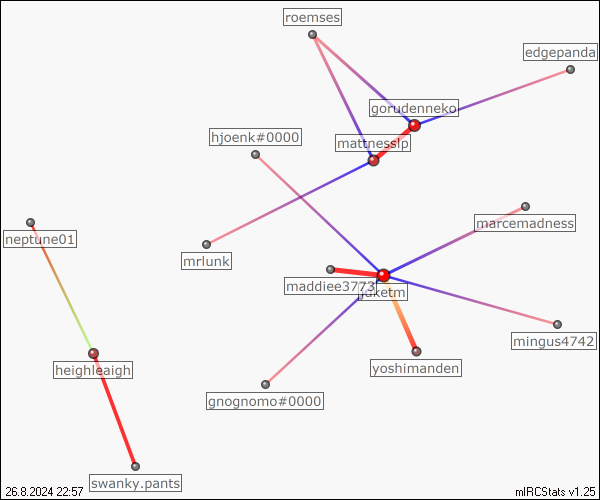 roemses
edgepanda
gorudenneko
hjoenk#0000
mattnesslp
marcemadness
neptune01
mrlunk
maddiee3773
juketm
mingus4742
heighleaigh
yoshimanden
gnognomo#0000
swanky.pants
26.8.2024 22:57
mIRCStats v1.25